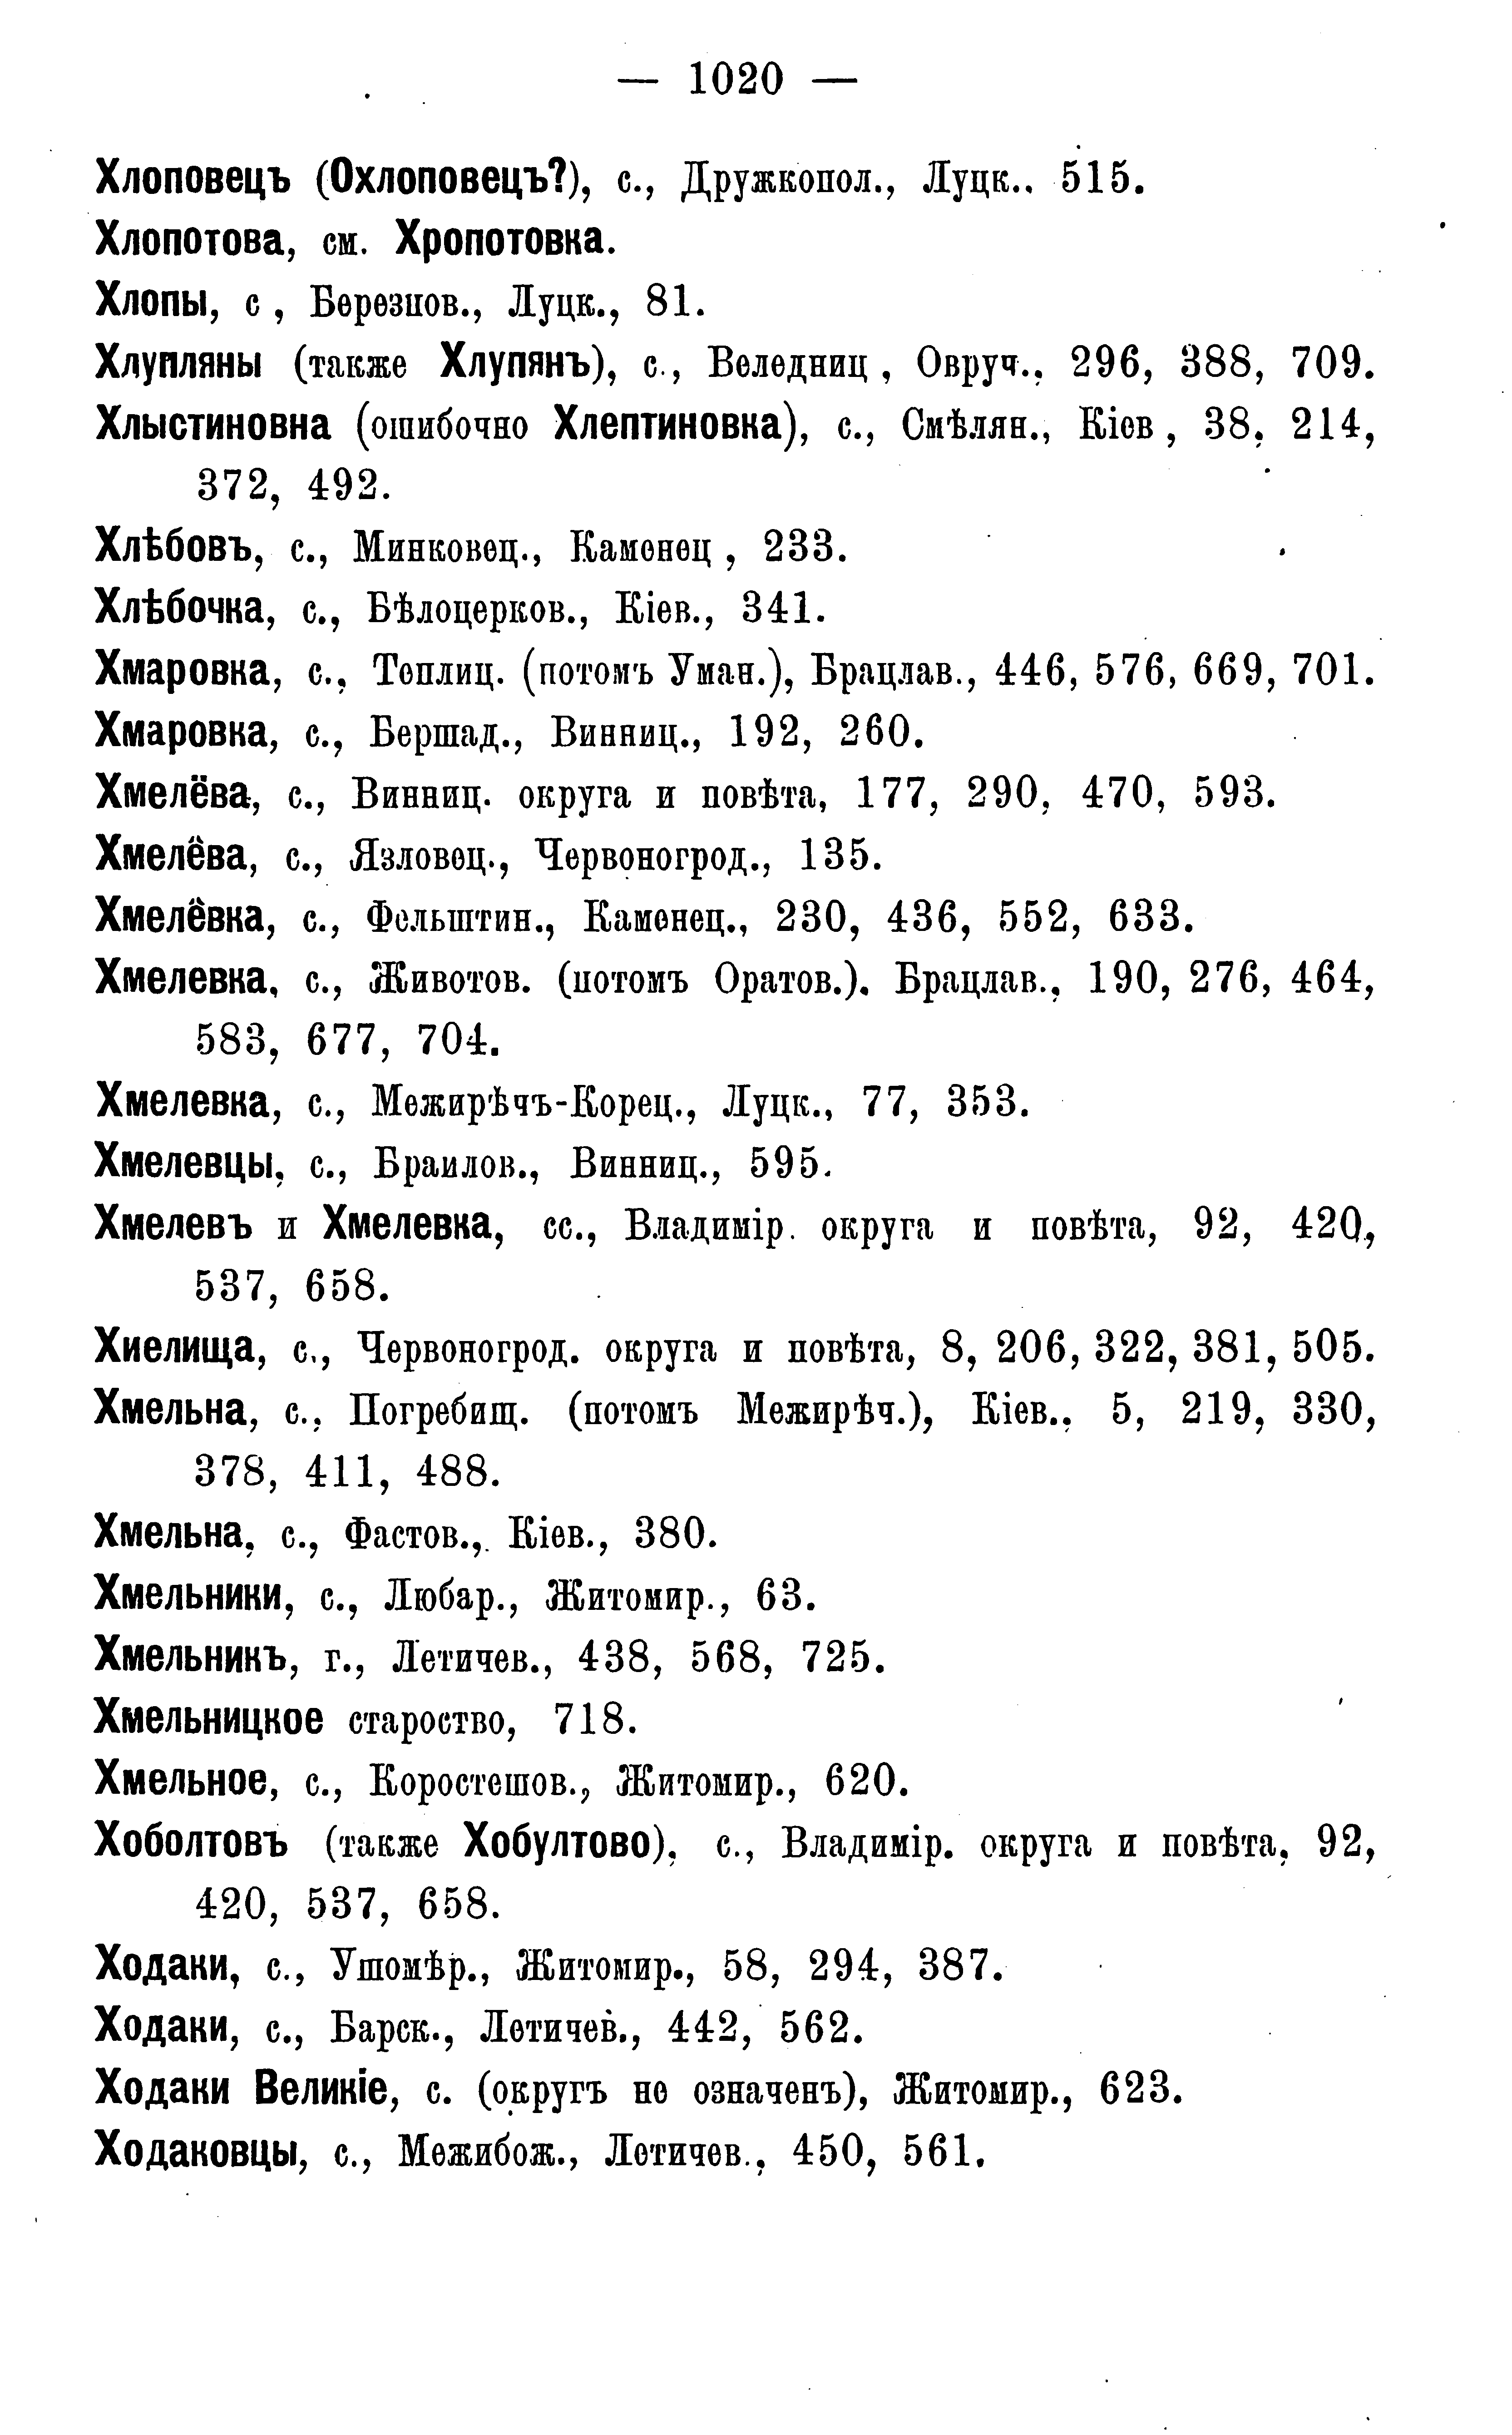 — 1020 —
Хлоповецъ (Охлоповецъ?), с., Дружкопол., Луцк.. 515.
Хлопотова, см. Хропотовка.
Хлопы, с , Березнов., Луцк., 81.
Хлупляны (также Хлупянъ), с., Веледниц , Овруч., 296, 388, 709.
Хлыстиновна (ошибочно Хлептиновка), с., Смѣлян., Кіев , 38, 214,
372, 492.
Хлѣбовъ, с., Минковец., Каменец , 233.
Хлѣбочка, с., Бѣлоцерков., Кіев., 341.
Хмаровка, с., Теплиц. (потомъ Уман.), Брацлав., 446, 576, 669, 701.
Хмаровка, с., Бершад., Винниц., 192, 260.
Хмелёва, с., Винниц. округа и повѣта, 177, 290, 470, 593.
Хмелёва, с., Язловец., Червоногрод., 135.
Хмелёвка, с., Фельштин., Каменец., 230, 436, 552, 633.
Хмелевка, с., Животов. (потомъ Оратов.), Брацлав., 190, 276, 464,
583, 677, 704.
Хмелевка, с., Межирѣчъ-Корец., Луцк., 77, 353.
Хмелевцы, с., Браилов., Винниц., 595.
Хмелевъ и Хмелевка, сс., Владимір. округа и повѣта, 92, 420,
537, 658.
Хиелища, с., Червоногрод. округа и повѣта, 8, 206, 322, 381, 505.
Хмельна, с., Погребищ. (потомъ Межирѣч.), Кіев., 5, 219, 330,
378, 411, 488.
Хмельна, с., Фастов., Кіев., 380.
Хмельники, с., Любар., Житомир., 63.
Хмельникъ, г., Летичев., 438, 568, 725.
Хмельницкое староство, 718.
Хмельное, с., Коростешов., Житомир., 620.
Хоболтовъ (также Хобултово), с., Владимір. округа и повѣта, 92,
420, 537, 658.
Ходаки, с., Ушомѣр., Житомир., 58, 294, 387.
Ходаки, с., Барск., Летичев., 442, 562.
Ходаки Великіе, с. (округъ не означенъ), Житомир., 623.
Ходаковцы, с., Межибож., Летичев., 450, 561.